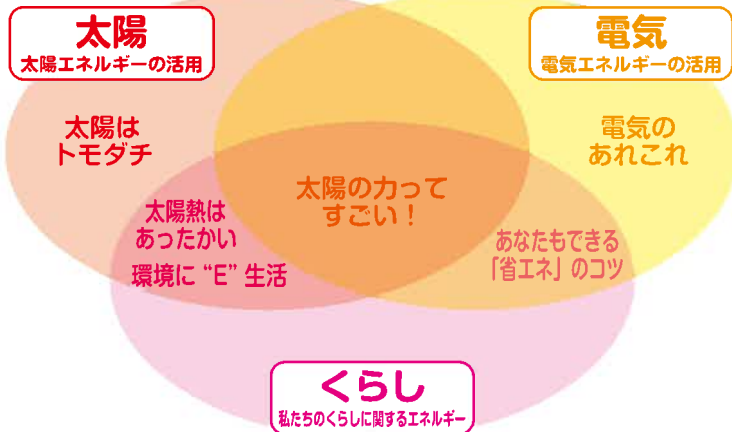 太陽
太陽エネルギーの活用
電気
電気エネルギーの活用
太陽は
トモダチ
電気の
あれこれ
太陽の力って
すごい！
太陽熱は
あったかい
環境に“E”生活
あなたもできる
「省エネ」のコツ
くらし
私たちのくらしに関するエネルギー